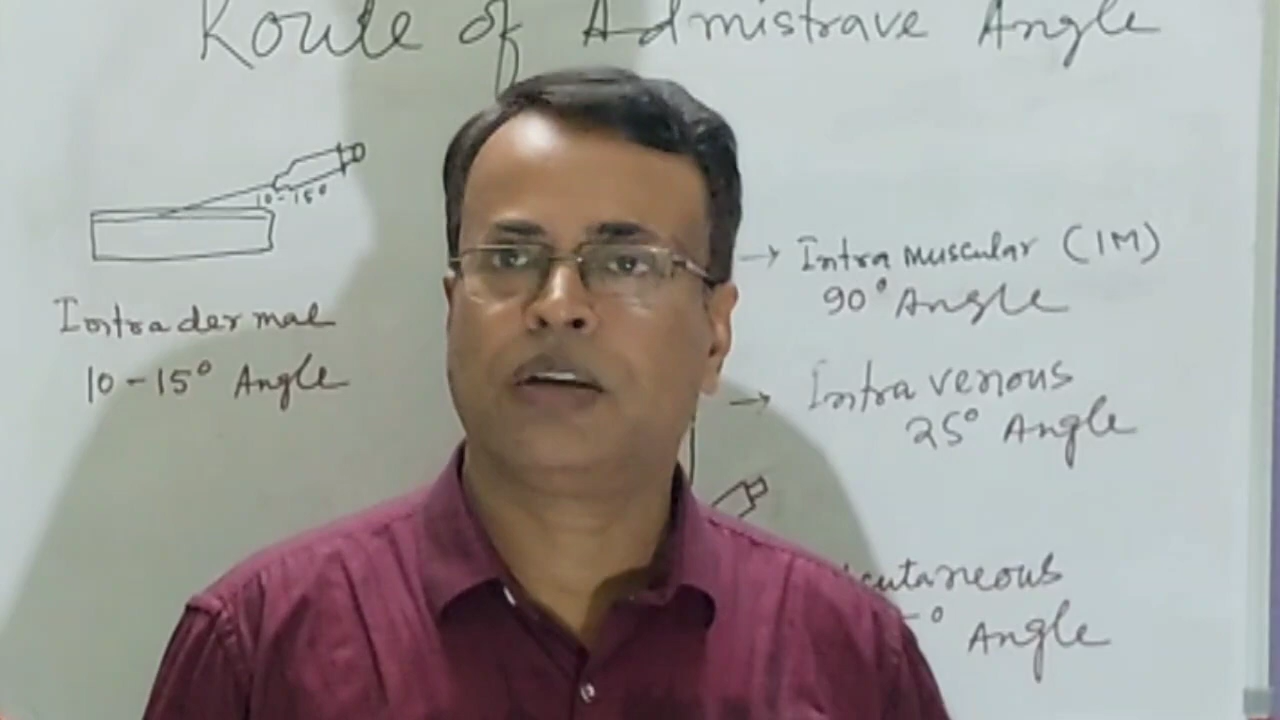 Route of Admistrave Angle
10-15°
Intradermal
10-15° Angle
→ Intra muscular (IM)
90° Angle
→ Intra venous
25° Angle
cutaneous
° Angle